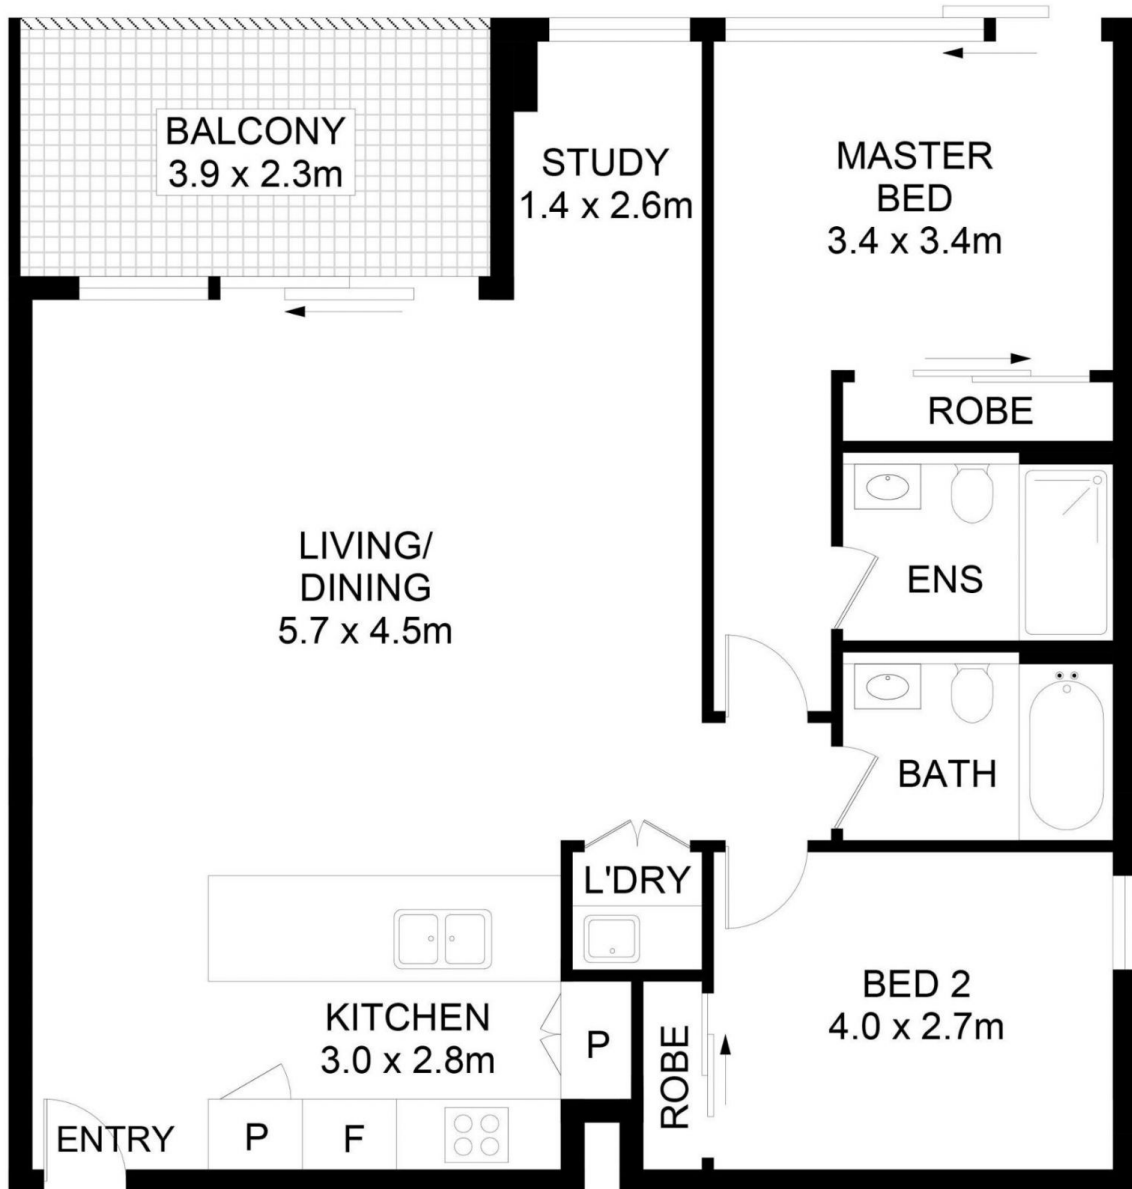 BALCONY
3.9 x 2.3m
STUDY
1.4 x 2.6m
MASTER
BED
3.4 x 3.4m
ROBE
LIVING/
DINING
5.7 x 4.5m
ENS
BATH
L'DRY
KITCHEN
3.0 x 2.8m
P
ROBE
BED 2
4.0 x 2.7m
ENTRY
P
F